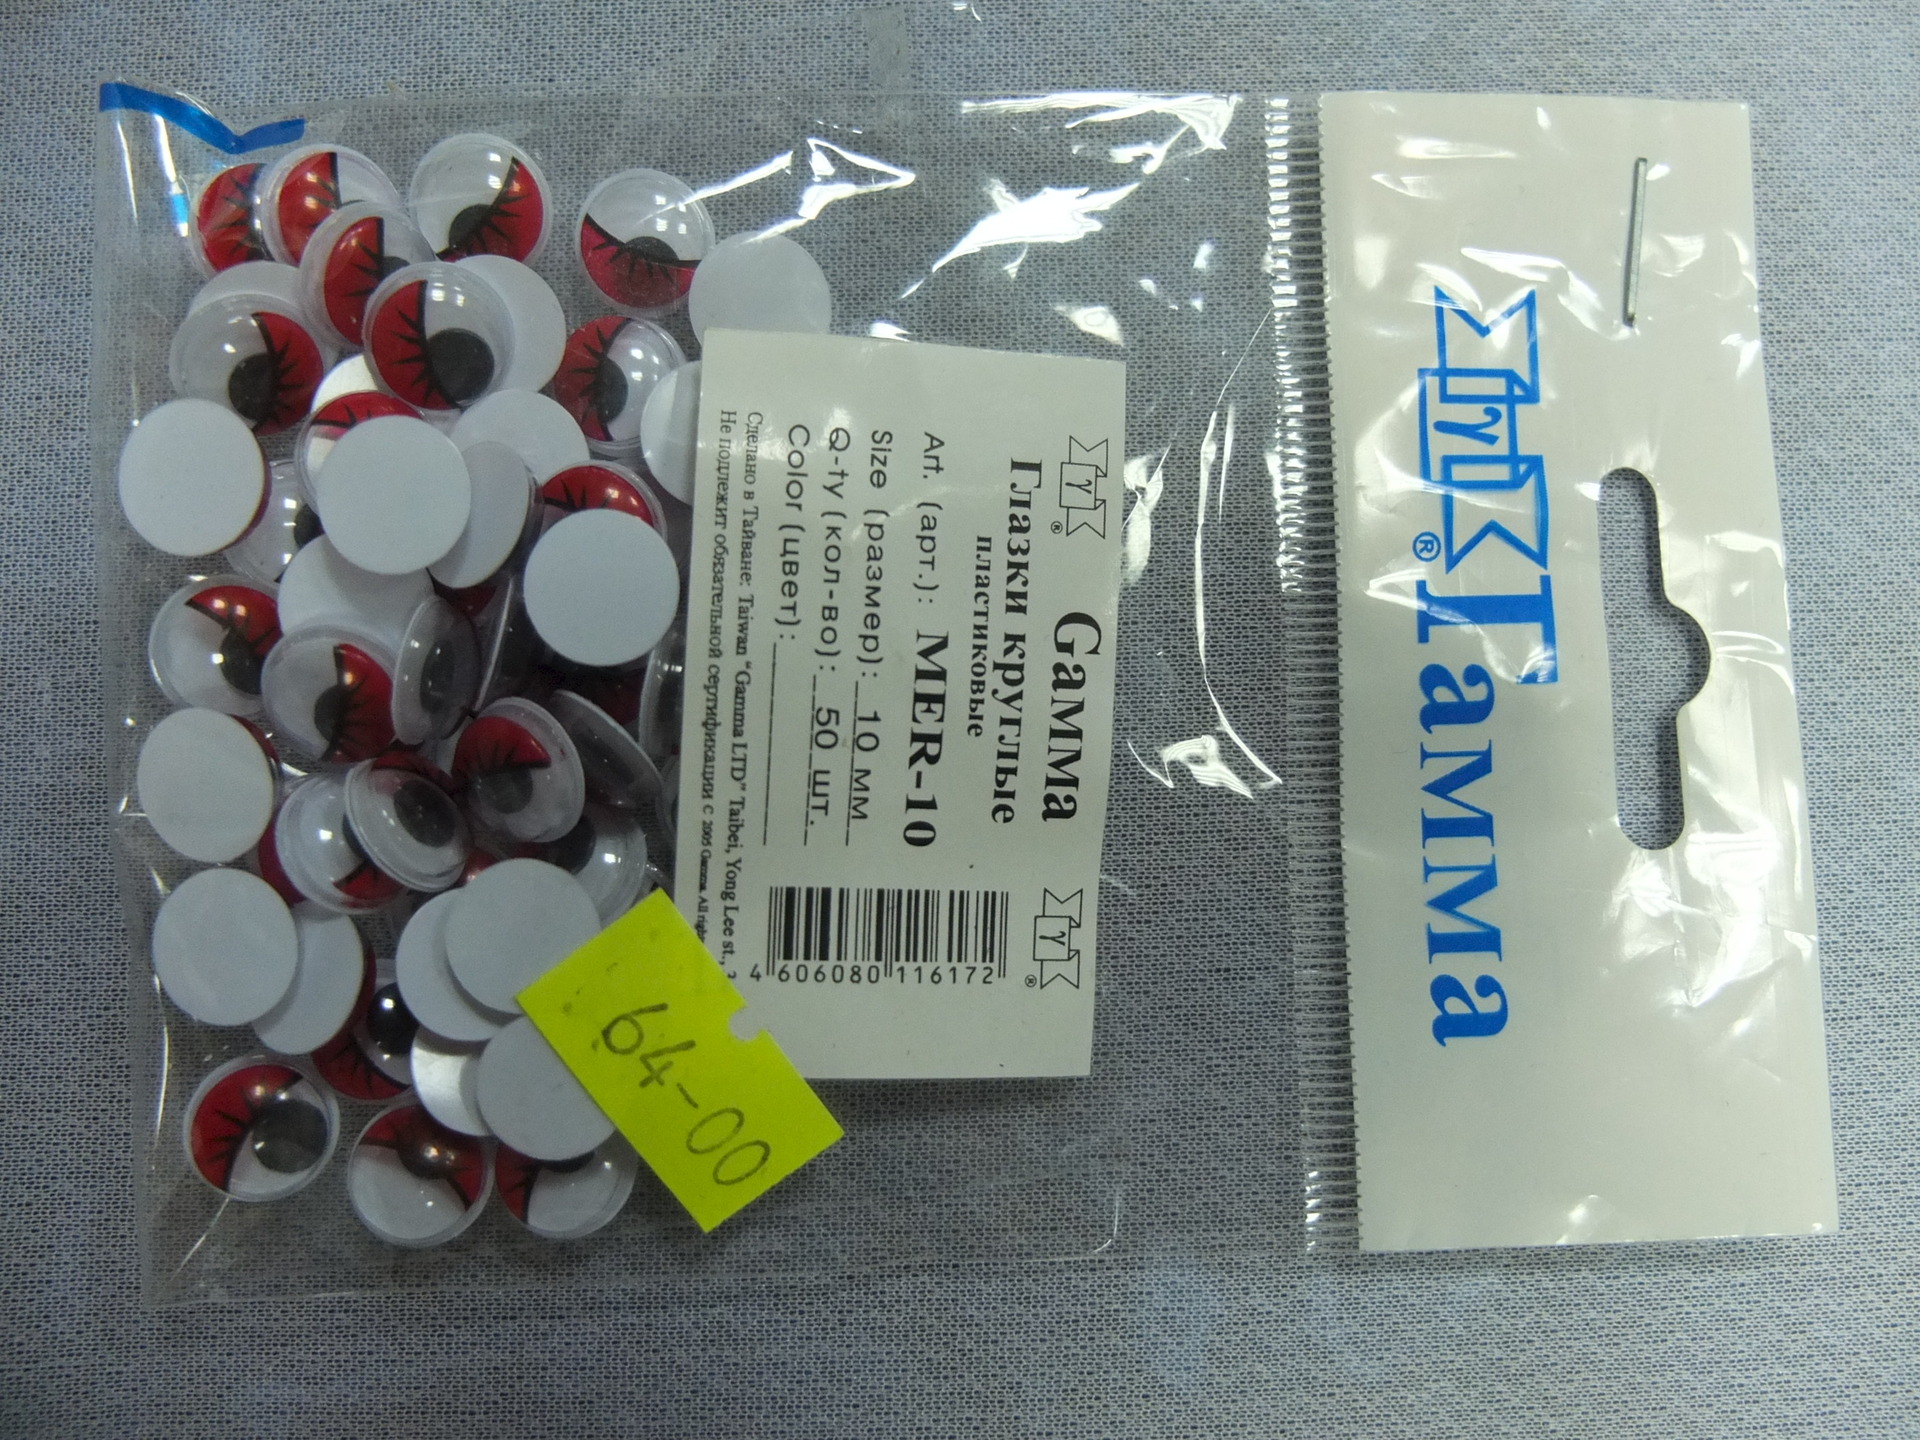 Гамма
®
γ
γ
®
Gамма
γ
®
Глазки круглые
пластиковые
Art. (арт.): MER-10
Size (размер): 10 мм
Q-ty (кол-во): 50 шт.
Color (цвет):
Сделано в Тайване: Taiwan "Gamma LTD" Taibei, Yong Lee st.,
Не подлежит обязательной сертификации © 2005 Gamma. All
4 606080 116172
64-00